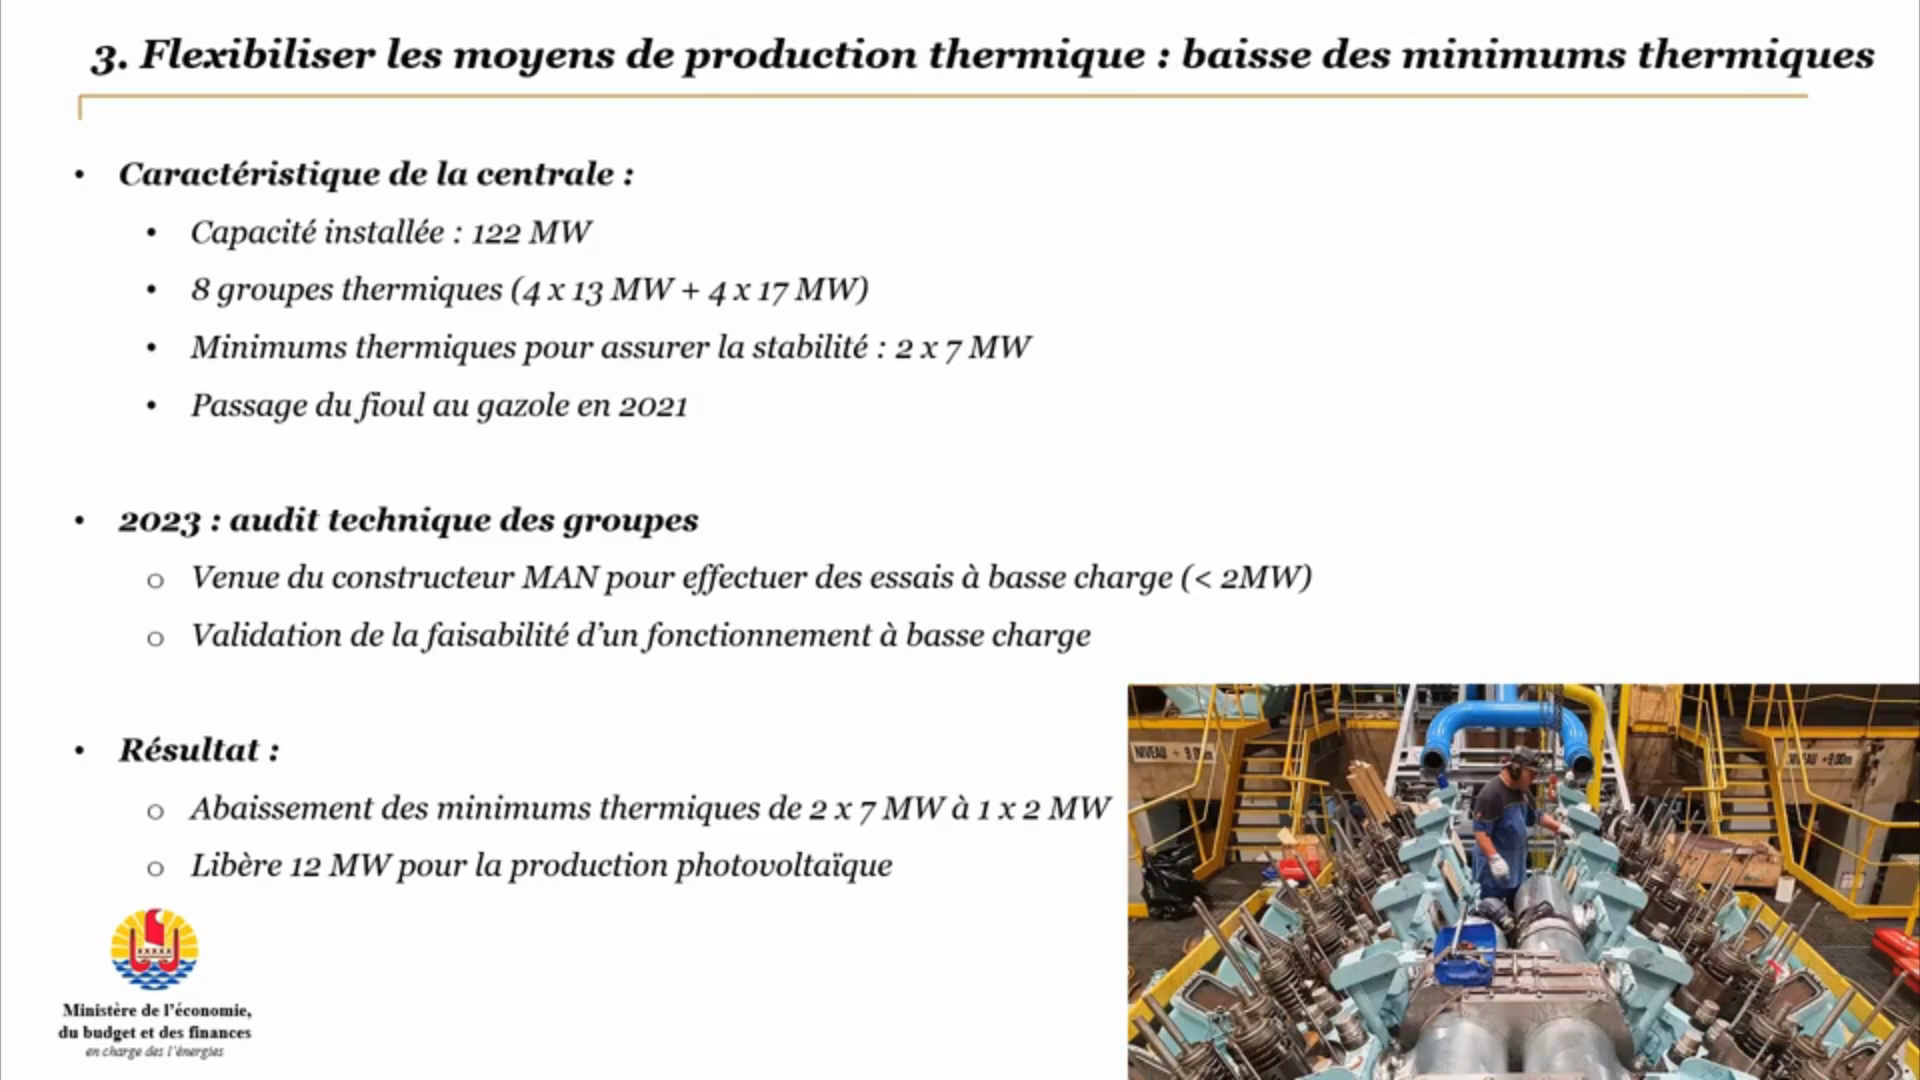 3. Flexibiliser les moyens de production thermique : baisse des minimums thermiques
• Caractéristique de la centrale :
• Capacité installée : 122 MW
• 8 groupes thermiques (4 x 13 MW + 4 x 17 MW)
• Minimums thermiques pour assurer la stabilité : 2 x 7 MW
• Passage du fioul au gazole en 2021
• 2023 : audit technique des groupes
o Venue du constructeur MAN pour effectuer des essais à basse charge (< 2MW)
o Validation de la faisabilité d’un fonctionnement à basse charge
• Résultat :
o Abaissement des minimums thermiques de 2 x 7 MW à 1 x 2 MW
o Libère 12 MW pour la production photovoltaïque
NIVEAU + 9.00m
+9.00m
Ministère de l’économie,
du budget et des finances
en charge des l’énergies